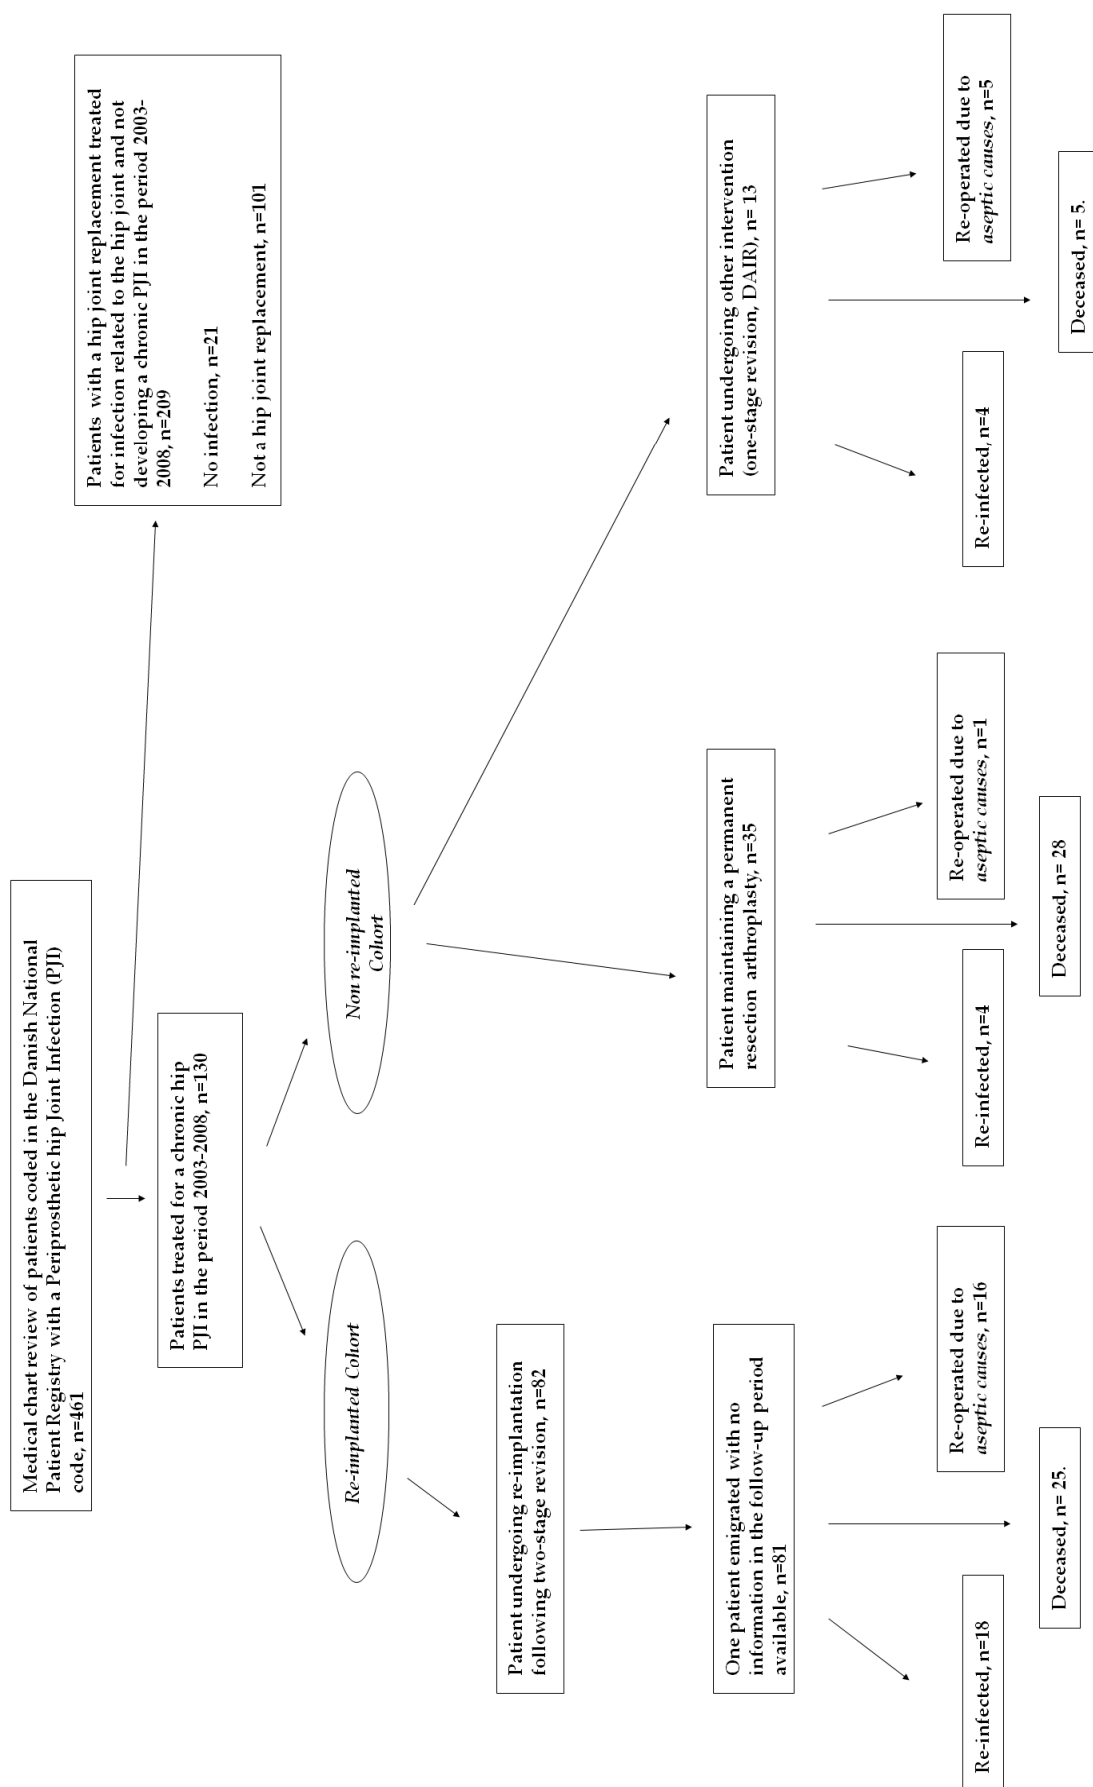 Medical chart review of patients coded in the Danish National
Patient Registry with a Periprosthetic hip Joint Infection (PJI)
code, n=461
Patients with a hip joint replacement treated
for infection related to the hip joint and not
developing a chronic PJI in the period 2003-
2008, n=209
No infection, n=21
Not a hip joint replacement, n=101
Patients treated for a chronic hip
PJI in the period 2003-2008, n=130
Re-implanted Cohort
Non re-implanted
Cohort
Patient undergoing re-implantation
following two-stage revision, n=82
One patient emigrated with no
information in the follow-up period
available, n=81
Patient maintaining a permanent
resection arthroplasty, n=35
Patient undergoing other intervention
(one-stage revision, DAIR), n= 13
Re-infected, n=18
Re-operated due to
aseptic causes, n=16
Deceased, n= 25.
Re-infected, n=4
Re-operated due to
aseptic causes, n=1
Deceased, n= 28
Re-infected, n=4
Re-operated due to
aseptic causes, n=5
Deceased, n= 5.